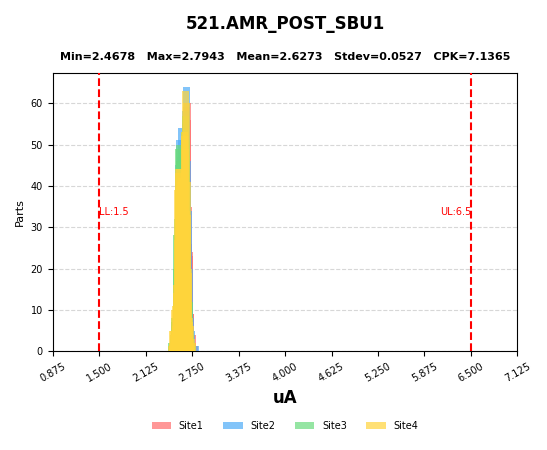 521.AMR_POST_SBU1
Min=2.4678 Max=2.7943 Mean=2.6273 Stdev=0.0527 CPK=7.1365
60
50
40
30
20
10
0
Parts
LL:1.5
UL:6.5
0.875 1.500 2.125 2.750 3.375 4.000 4.625 5.250 5.875 6.500 7.125
uA
Site1 Site2 Site3 Site4